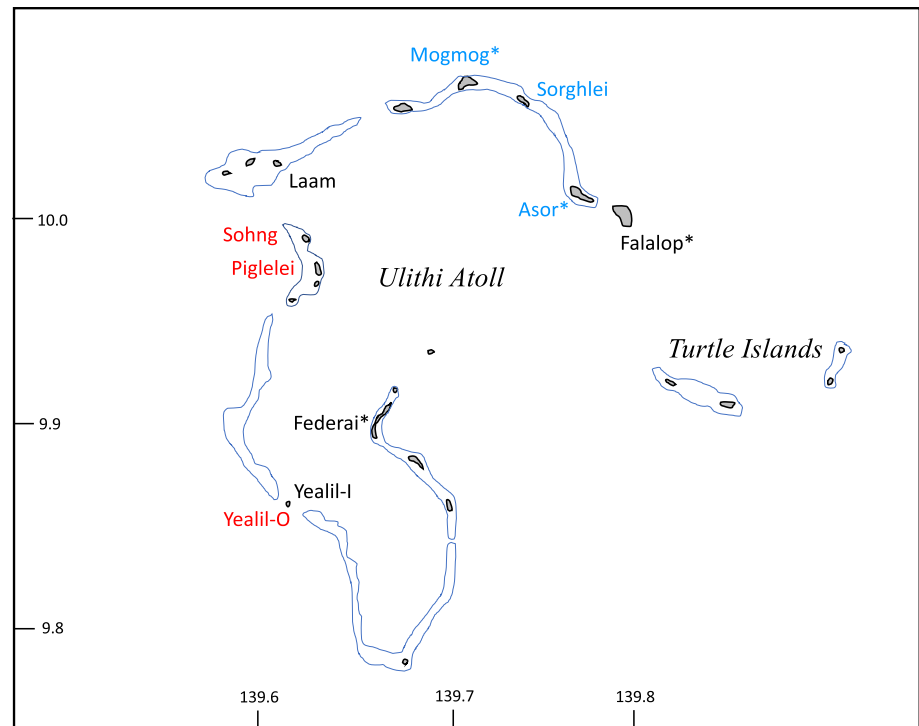 Mogmog*
Sorghlei
Laam
Asor*
10.0
Sohng
Falalop*
Piglelei
Ulithi Atoll
Turtle Islands
9.9
Federai*
Yealil-I
Yealil-O
9.8
139.6
139.7
139.8